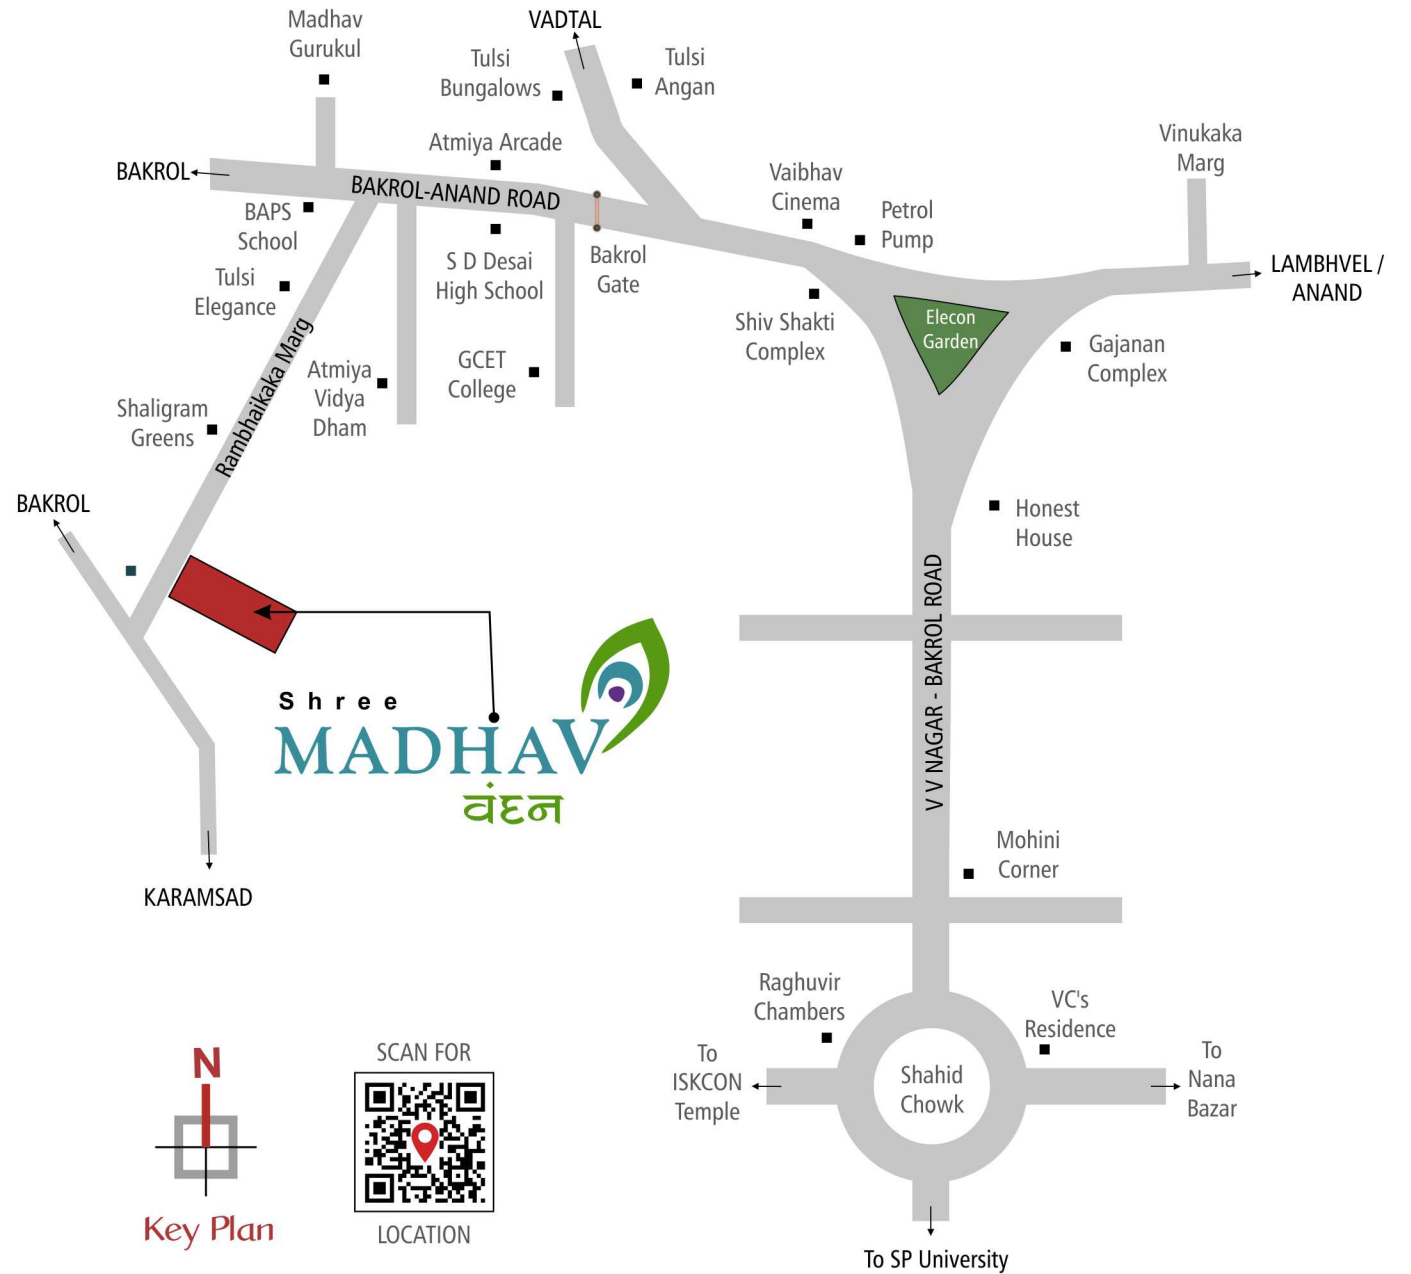 Madhav
Gurukul
VADTAL
Tulsi
Bungalows
Tulsi
Angan
Atmiya Arcade
Vinukaka
Marg
BAKROL
BAKROL-ANAND ROAD
Vaibhav
Cinema
Petrol
Pump
BAPS
School
S D Desai
High School
Bakrol
Gate
LAMBHVEL /
ANAND
Tulsi
Elegance
Shiv Shakti
Complex
Elecon
Garden
Gajanan
Complex
Rambhaikaka Marg
Atmiya
Vidya
Dham
GCET
College
Shaligram
Greens
BAKROL
Honest
House
V V NAGAR - BAKROL ROAD
Shree
MADHAV
વંદન
KARAMSAD
Mohini
Corner
Raghuvir
Chambers
VC's
Residence
To
ISKCON
Temple
Shahid
Chowk
To
Nana
Bazar
To SP University
N
Key Plan
SCAN FOR
LOCATION